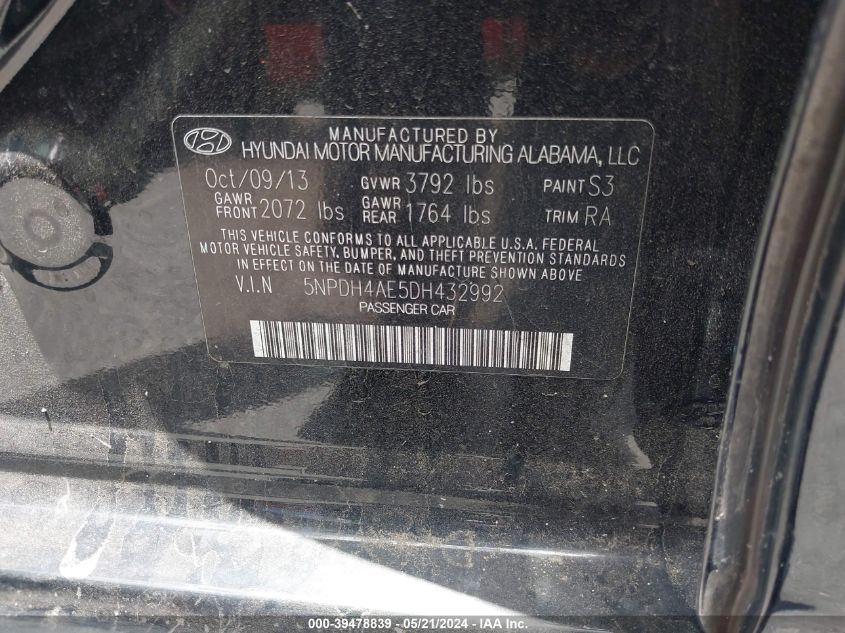 MANUFACTURED BY
HYUNDAI MOTOR MANUFACTURING ALABAMA, LLC
Oct/09/13 GVWR 3792 lbs PAINT S3
GAWR FRONT 2072 lbs GAWR REAR 1764 lbs TRIM RA
THIS VEHICLE CONFORMS TO ALL APPLICABLE U.S.A. FEDERAL
MOTOR VEHICLE SAFETY, BUMPER, AND THEFT PREVENTION STANDARDS
IN EFFECT ON THE DATE OF MANUFACTURE SHOWN ABOVE.
V.I.N 5NPDH4AE5DH432992
PASSENGER CAR
000-39478839 - 05/21/2024 - IAA Inc.